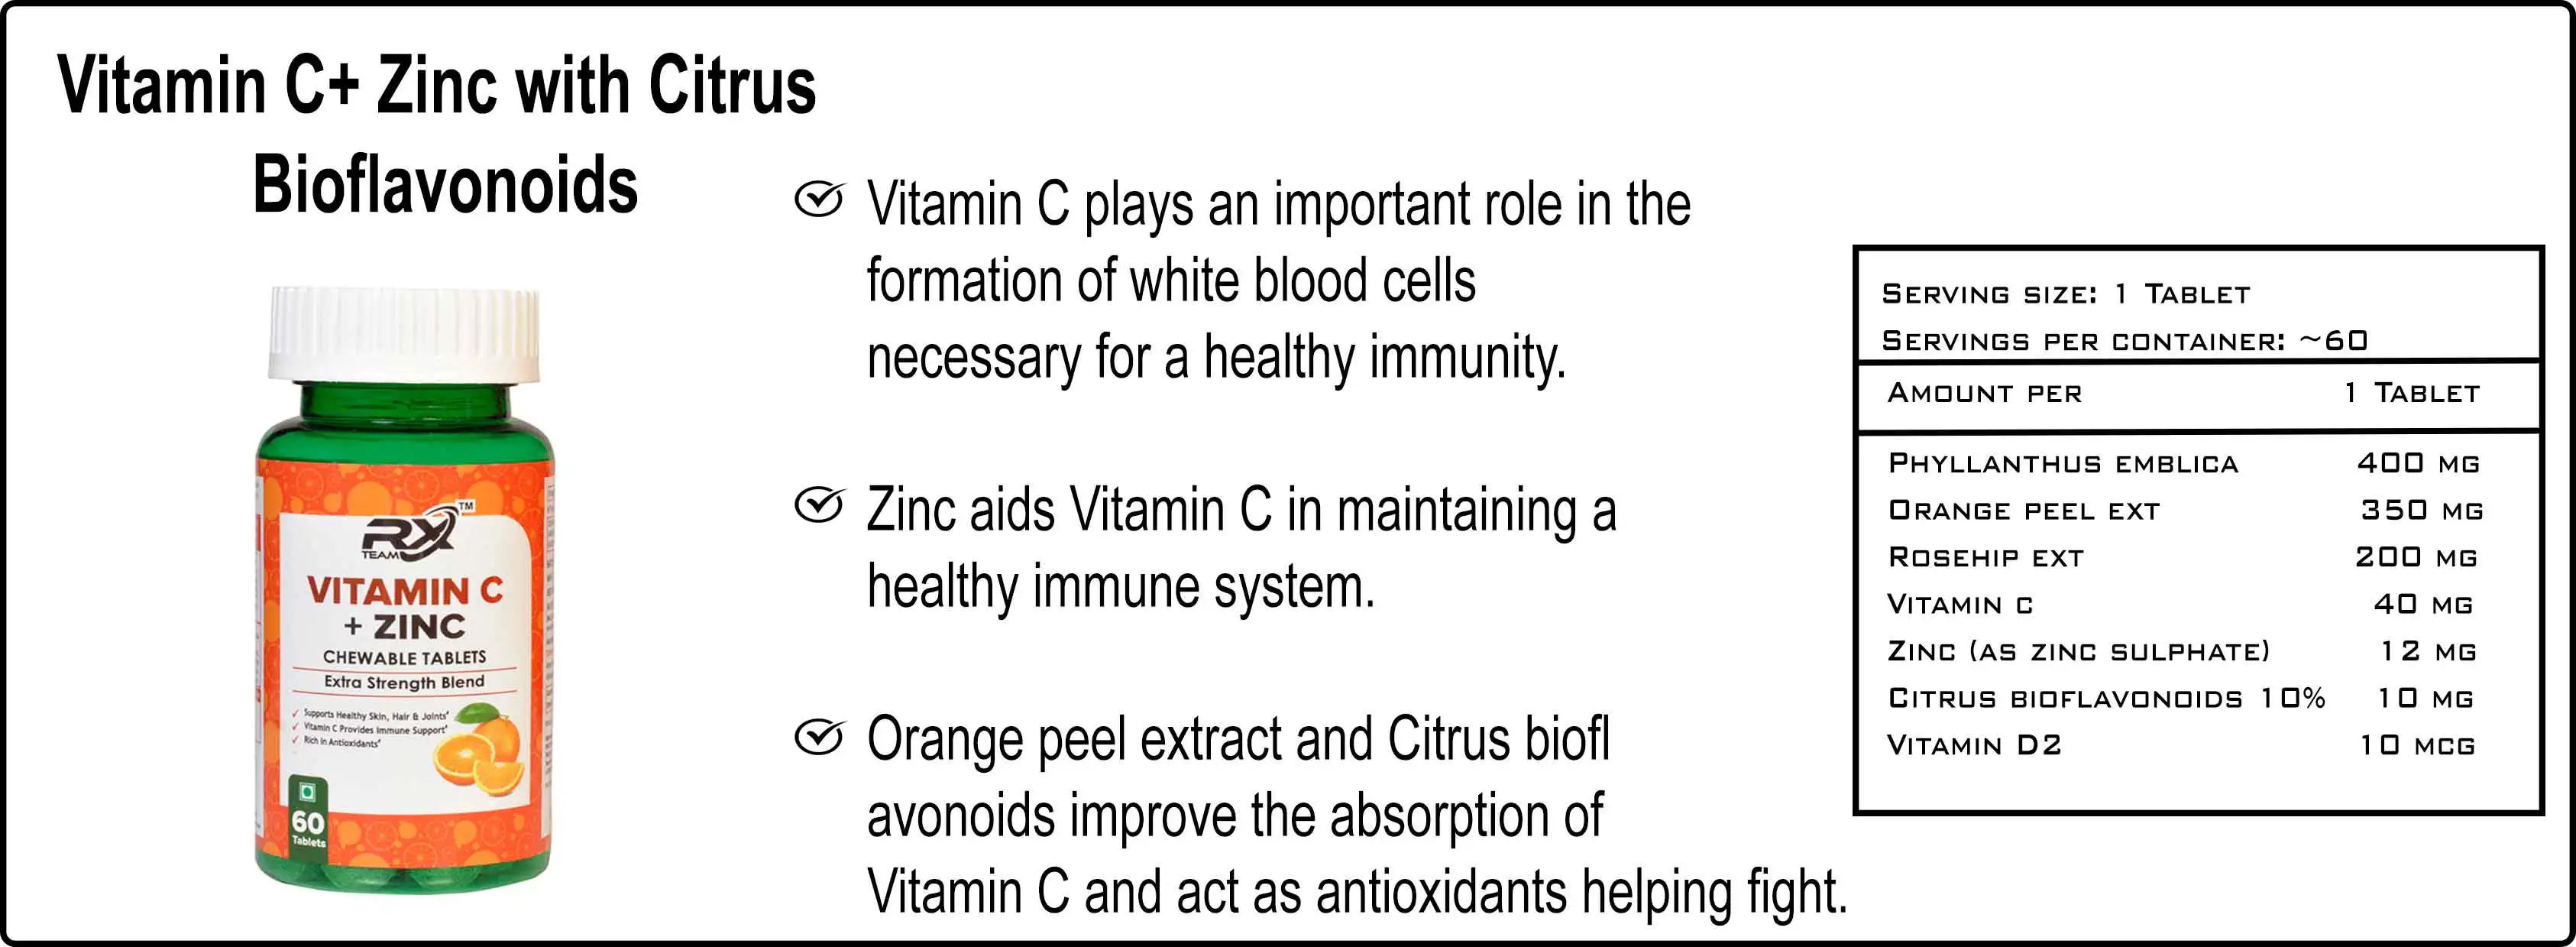 Vitamin C+ Zinc with Citrus
Bioflavonoids
Vitamin C plays an important role in the
formation of white blood cells
necessary for a healthy immunity.
Zinc aids Vitamin C in maintaining a
healthy immune system.
Orange peel extract and Citrus biofl
avonoids improve the absorption of
Vitamin C and act as antioxidants helping fight.
RX TM
TEAM
VITAMIN C
+ ZINC
CHEWABLE TABLETS
Extra Strength Blend
Supports Healthy Skin, Hair & Joints*
Vitamin C Provides Immune Support*
Rich in Antioxidants*
60
Tablets
SERVING SIZE: 1 TABLET
SERVINGS PER CONTAINER: ~60
AMOUNT PER 1 TABLET
PHYLLANTHUS EMBLICA 400 MG
ORANGE PEEL EXT 350 MG
ROSEHIP EXT 200 MG
VITAMIN C 40 MG
ZINC (AS ZINC SULPHATE) 12 MG
CITRUS BIOFLAVONOIDS 10% 10 MG
VITAMIN D2 10 MCG